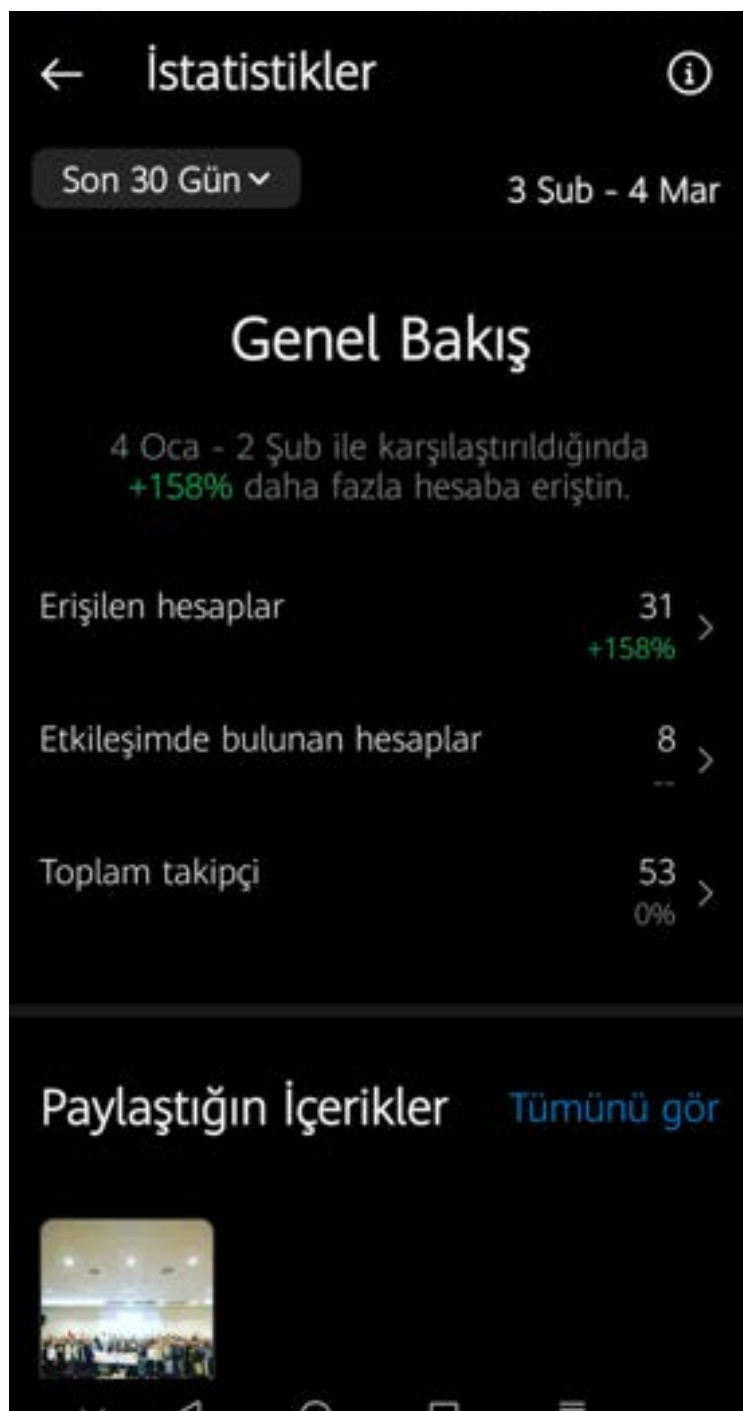 İstatistikler
Son 30 Gün
3 Sub - 4 Mar
Genel Bakış
4 Oca - 2 Şub ile karşılaştırıldığında
+158% daha fazla hesaba eriştin.
Erişilen hesaplar
31
+158%
Etkileşimde bulunan hesaplar
8
--
Toplam takipçi
53
0%
Paylaştığın İçerikler
Tümünü gör